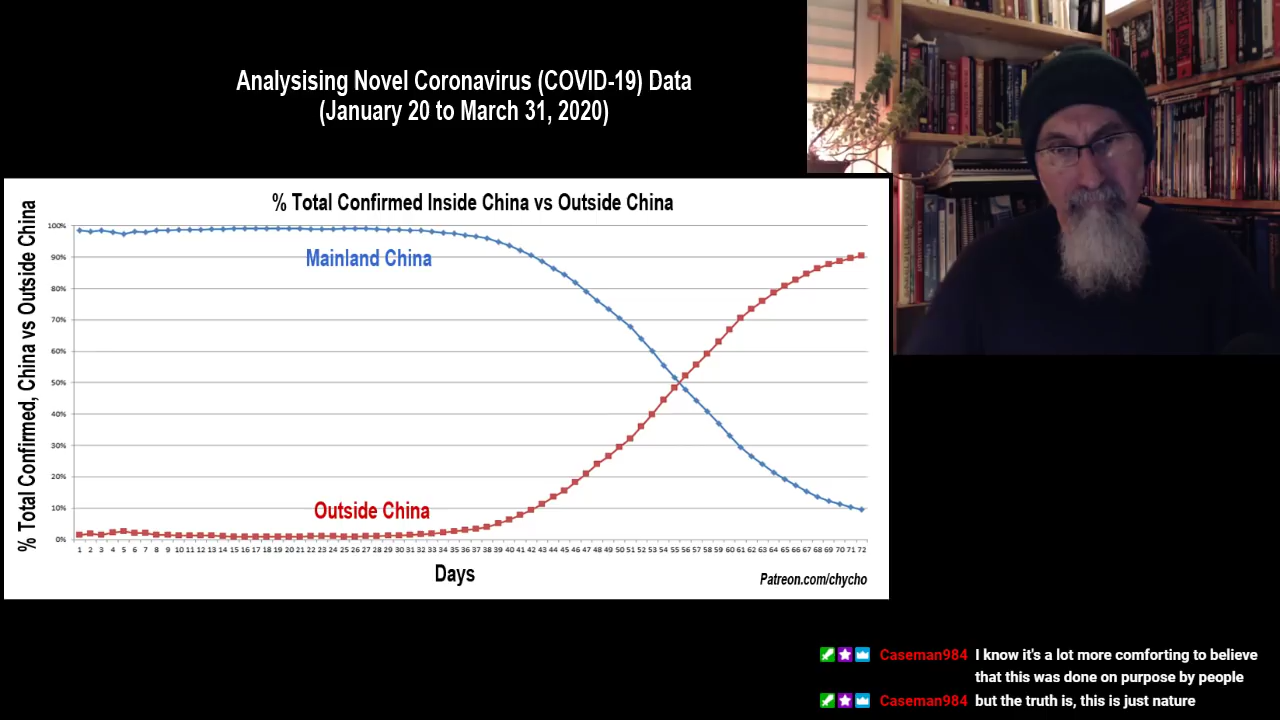 Analysising Novel Coronavirus (COVID-19) Data
(January 20 to March 31, 2020)
% Total Confirmed Inside China vs Outside China
% Total Confirmed, China vs Outside China
100%
90%
80%
70%
60%
50%
40%
30%
20%
10%
0%
Mainland China
Outside China
1 2 3 4 5 6 7 8 9 10 11 12 13 14 15 16 17 18 19 20 21 22 23 24 25 26 27 28 29 30 31 32 33 34 35 36 37 38 39 40 41 42 43 44 45 46 47 48 49 50 51 52 53 54 55 56 57 58 59 60 61 62 63 64 65 66 67 68 69 70 71 72
Days
Patreon.com/chycho
Caseman984 I know it's a lot more comforting to believe
that this was done on purpose by people
Caseman984 but the truth is, this is just nature